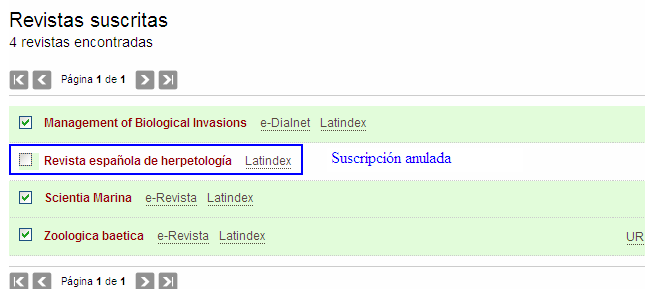 Revistas suscritas
4 revistas encontradas
Página 1 de 1
Management of Biological Invasions e-Dialnet Latindex
Revista española de herpetología Latindex Suscripción anulada
Scientia Marina e-Revista Latindex
Zoologica baetica e-Revista Latindex UR
Página 1 de 1